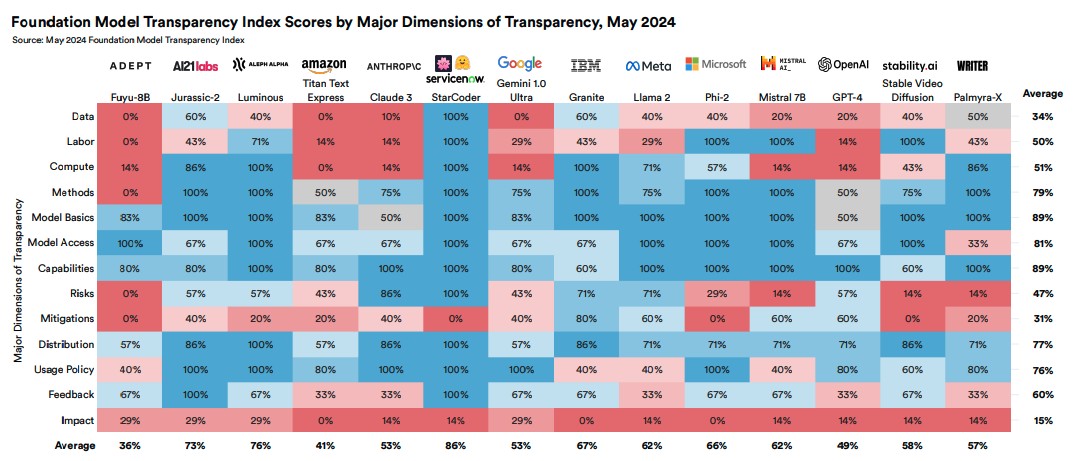 Foundation Model Transparency Index Scores by Major Dimensions of Transparency, May 2024
Source: May 2024 Foundation Model Transparency Index
ADEPT AI21labs ALEPH ALPHA amazon ANTHROP\C servicenow. Google IBM Meta Microsoft MISTRAL AI_ OpenAI stability.ai WRITER
Fuyu-8B Jurassic-2 Luminous Titan Text Express Claude 3 StarCoder Gemini 1.0 Ultra Granite Llama 2 Phi-2 Mistral 7B GPT-4 Stable Video Diffusion Palmyra-X Average
Major Dimensions of Transparency
Data 0% 60% 40% 0% 10% 100% 0% 60% 40% 40% 20% 20% 40% 50% 34%
Labor 0% 43% 71% 14% 14% 100% 29% 43% 29% 100% 100% 14% 100% 43% 50%
Compute 14% 86% 100% 0% 14% 100% 14% 100% 71% 57% 14% 14% 43% 86% 51%
Methods 0% 100% 100% 50% 75% 100% 75% 100% 75% 100% 100% 50% 75% 100% 79%
Model Basics 83% 100% 100% 83% 50% 100% 83% 100% 100% 100% 100% 50% 100% 100% 89%
Model Access 100% 67% 100% 67% 67% 100% 67% 67% 100% 100% 100% 67% 100% 33% 81%
Capabilities 80% 80% 100% 80% 100% 100% 80% 60% 100% 100% 100% 100% 60% 100% 89%
Risks 0% 57% 57% 43% 86% 100% 43% 71% 71% 29% 14% 57% 14% 14% 47%
Mitigations 0% 40% 20% 20% 40% 0% 40% 80% 60% 0% 60% 60% 0% 20% 31%
Distribution 57% 86% 100% 57% 86% 100% 57% 86% 71% 71% 71% 71% 86% 71% 77%
Usage Policy 40% 100% 100% 80% 100% 100% 100% 40% 40% 100% 40% 80% 60% 80% 76%
Feedback 67% 100% 67% 33% 33% 100% 67% 67% 33% 67% 67% 33% 67% 33% 60%
Impact 29% 29% 29% 0% 14% 14% 29% 0% 14% 0% 14% 14% 14% 14% 15%
Average 36% 73% 76% 41% 53% 86% 53% 67% 62% 66% 62% 49% 58% 57%